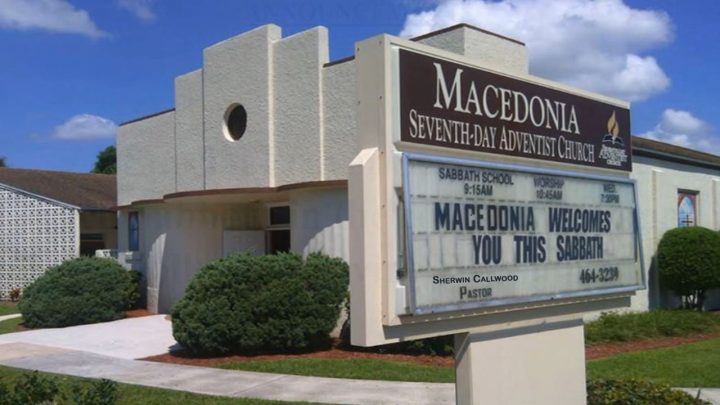 MACEDONIA
SEVENTH-DAY ADVENTIST CHURCH
SABBATH SCHOOL WORSHIP WED.
9:15AM 10:45AM 7:30PM
MACEDONIA WELCOMES
YOU THIS SABBATH
SHERWIN CALLWOOD 464-3230
PASTOR